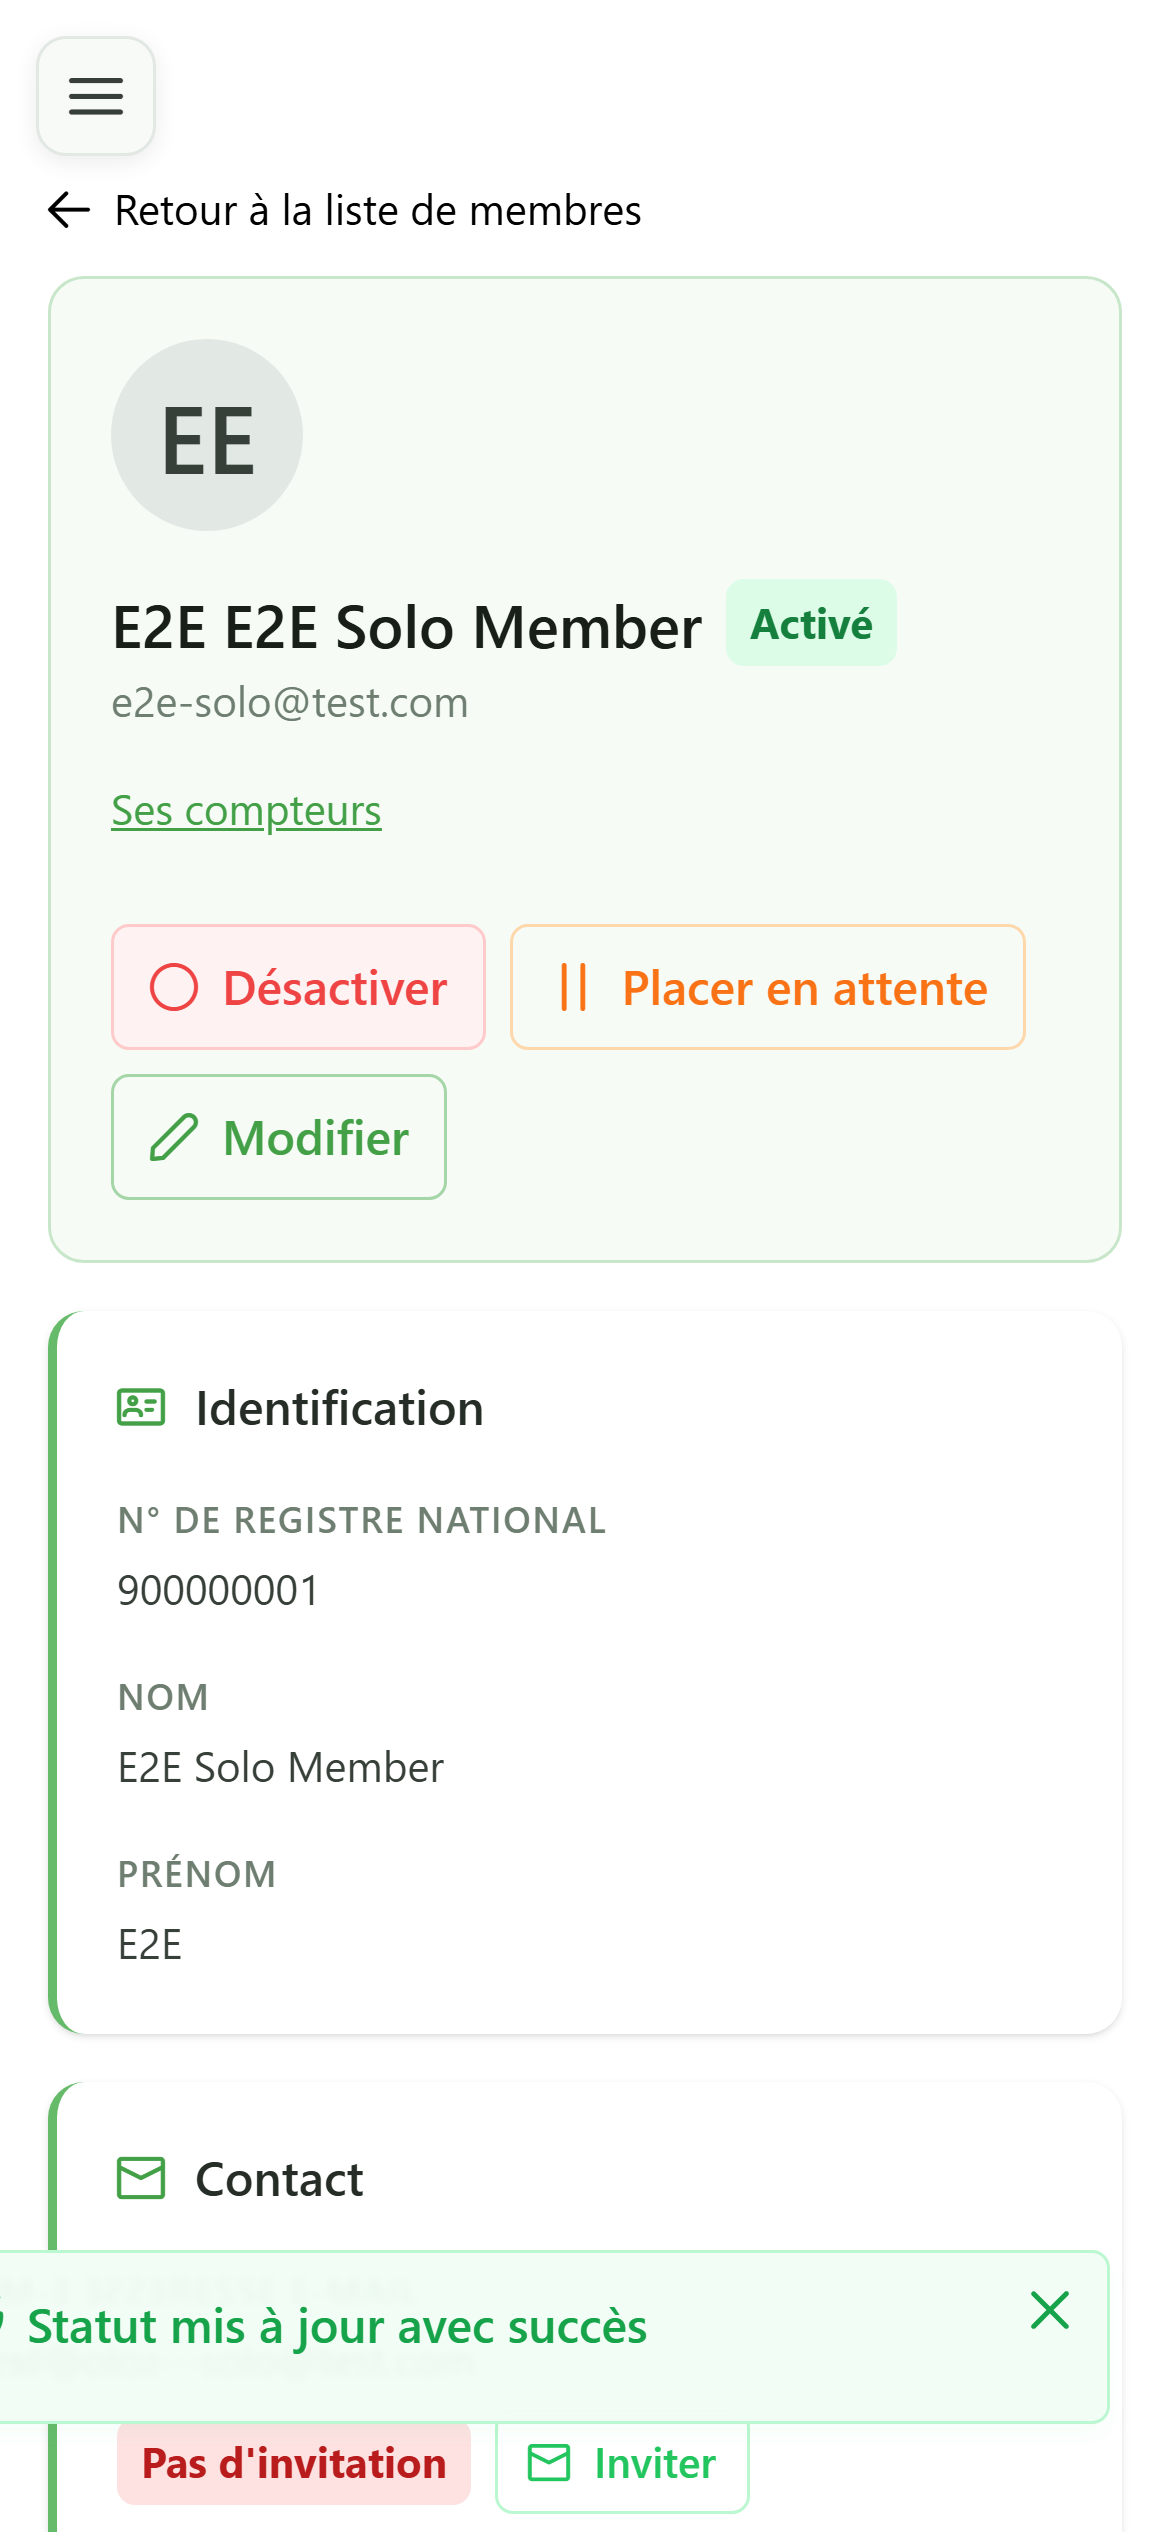 Retour à la liste de membres
EE
E2E E2E Solo Member
Activé
e2e-solo@test.com
Ses compteurs
Désactiver
Placer en attente
Modifier
Identification
N° DE REGISTRE NATIONAL
900000001
NOM
E2E Solo Member
PRÉNOM
E2E
Contact
Statut mis à jour avec succès
Pas d'invitation
Inviter